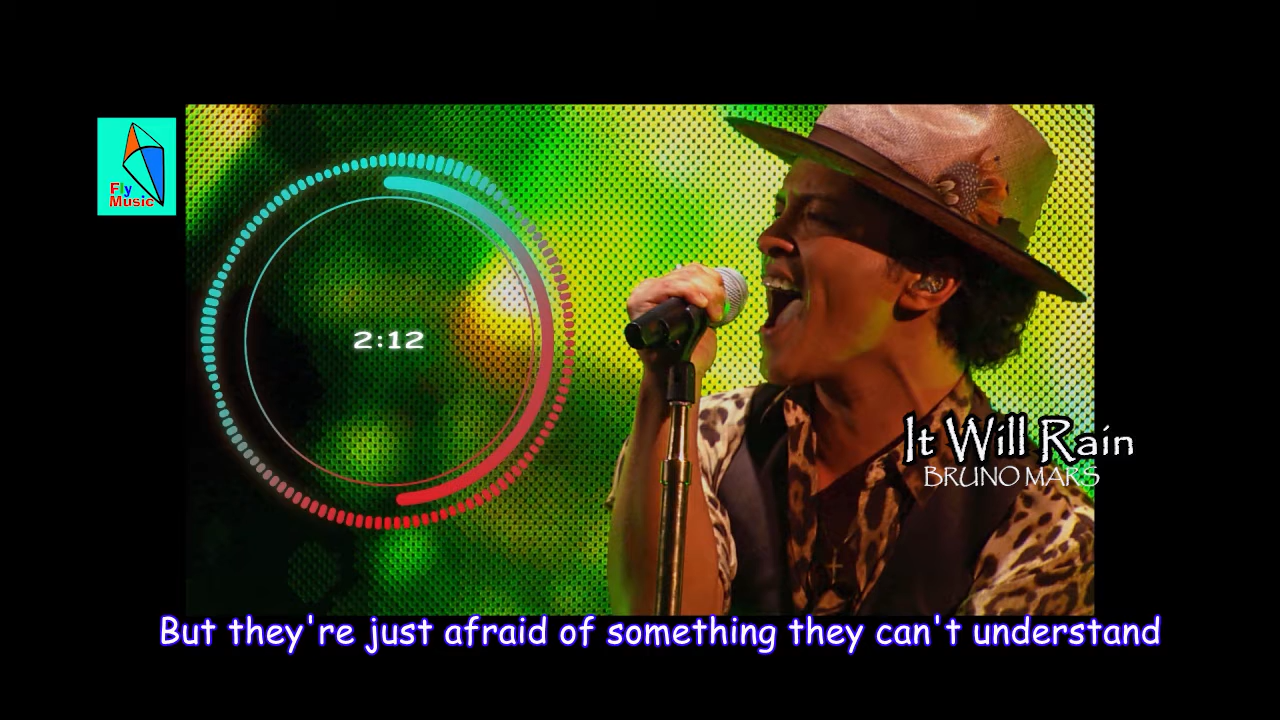 Fly
Music
2:12
It Will Rain
BRUNO MARS
But they're just afraid of something they can't understand